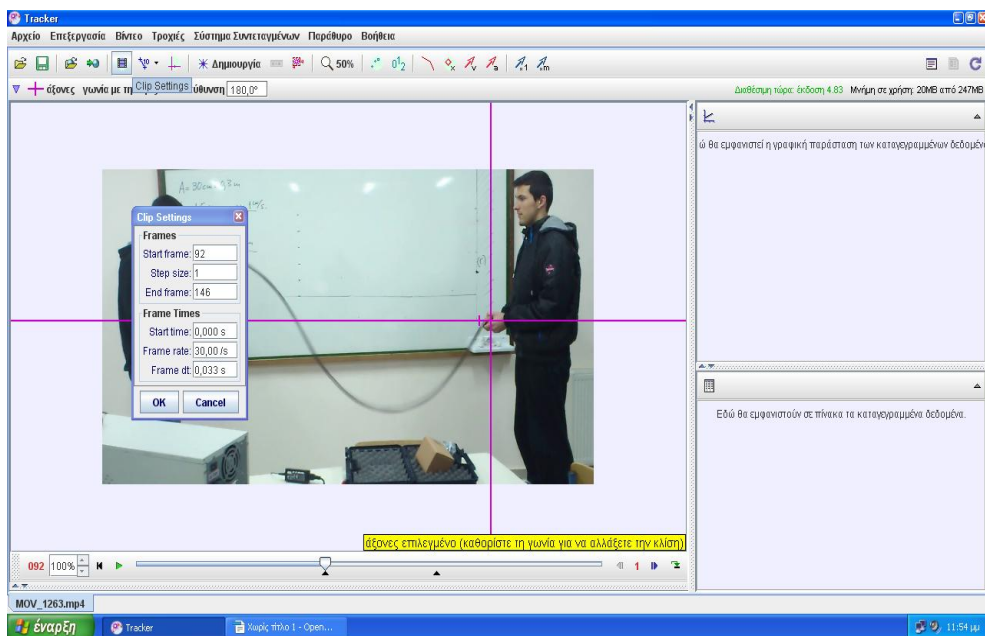 Tracker
Αρχείο Επεξεργασία Βίντεο Τροχιές Σύστημα Συντεταγμένων Παράθυρο Βοήθεια
Δημιουργία 50%
άξονες γωνία με τη Clip Settings ύθυνση 180,0° Διαθέσιμη τώρα: έκδοση 4.83 Μνήμη σε χρήση: 20MB από 247MB
ώ θα εμφανιστεί η γραφική παράσταση των καταγεγραμμένων δεδομέν
A= 30cm
Clip Settings
Frames
Start frame: 92
Step size: 1
End frame: 146
Frame Times
Start time: 0,000 s
Frame rate: 30,00 /s
Frame dt: 0,033 s
OK Cancel
Εδώ θα εμφανιστούν σε πίνακα τα καταγεγραμμένα δεδομένα.
άξονες επιλεγμένο (καθορίστε τη γωνία για να αλλάξετε την κλίση)
092 100% 1
MOV_1263.mp4
έναρξη Tracker Χωρίς τίτλο 1 - Open... 11:54 μμ